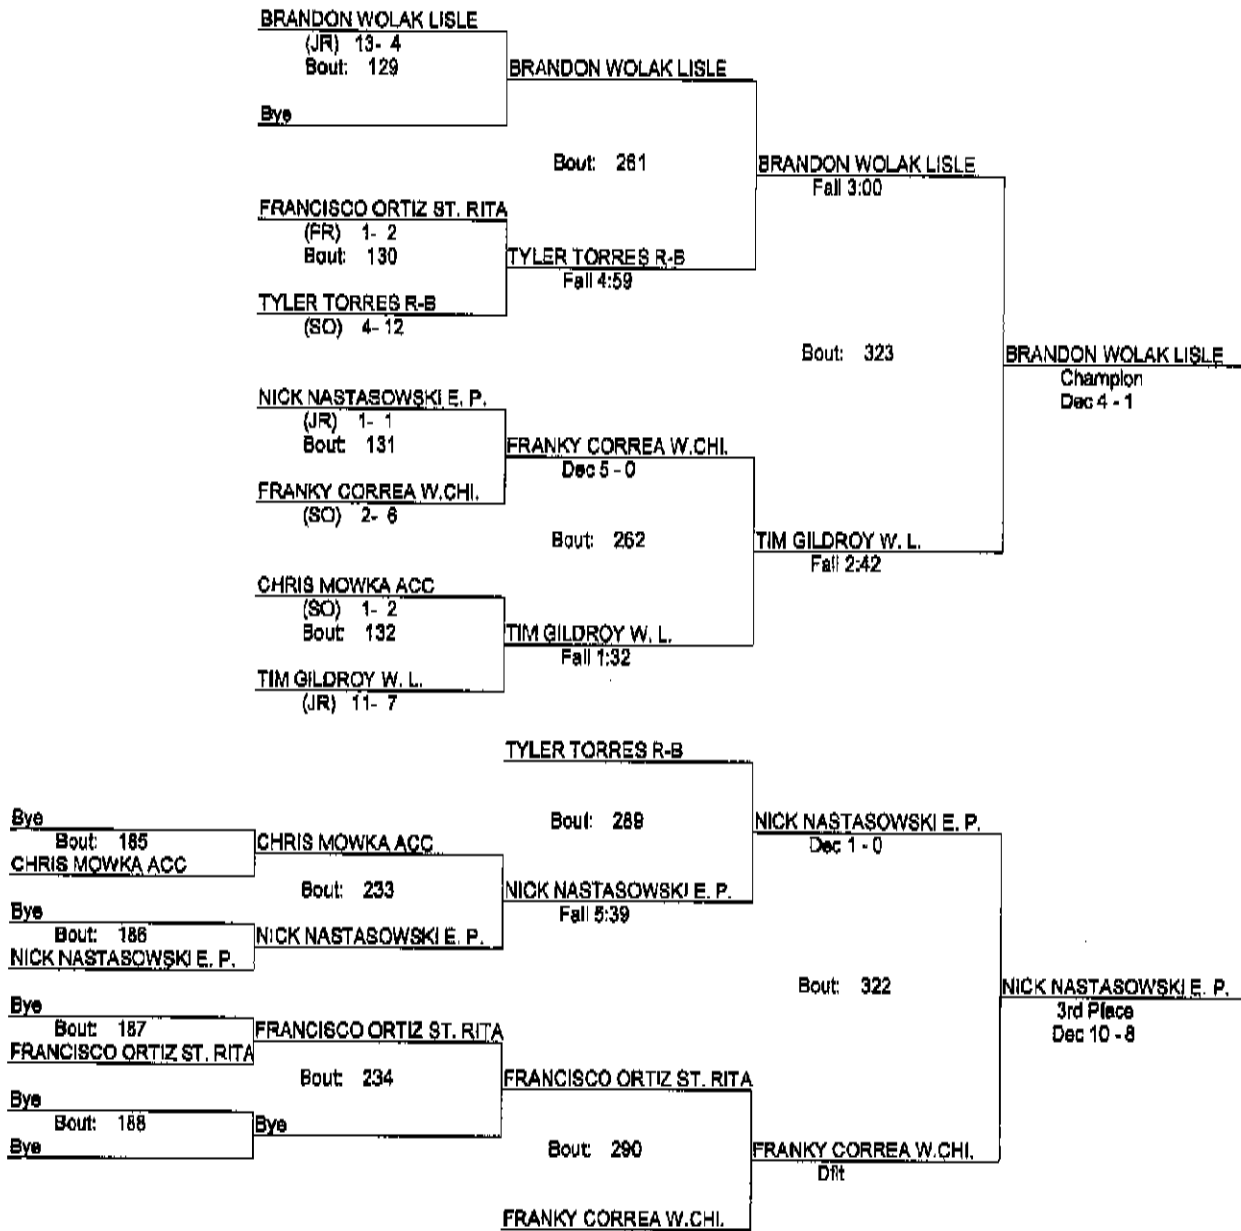 BRANDON WOLAK LISLE
(JR) 13- 4
Bout: 129
BRANDON WOLAK LISLE
Bye
Bout: 261
BRANDON WOLAK LISLE
Fall 3:00
FRANCISCO ORTIZ ST. RITA
(FR) 1- 2
Bout: 130
TYLER TORRES R-B
Fall 4:59
TYLER TORRES R-B
(SO) 4- 12
Bout: 323
BRANDON WOLAK LISLE
Champion
Dec 4 - 1
NICK NASTASOWSKI E. P.
(JR) 1- 1
Bout: 131
FRANKY CORREA W.CHI.
Dec 5 - 0
FRANKY CORREA W.CHI.
(SO) 2- 6
Bout: 262
TIM GILDROY W. L.
Fall 2:42
CHRIS MOWKA ACC
(SO) 1- 2
Bout: 132
TIM GILDROY W. L.
Fall 1:32
TIM GILDROY W. L.
(JR) 11- 7
TYLER TORRES R-B
Bout: 289
NICK NASTASOWSKI E. P.
Dec 1 - 0
Bye
Bout: 185
CHRIS MOWKA ACC
CHRIS MOWKA ACC
Bout: 233
NICK NASTASOWSKI E. P.
Fall 5:39
Bye
Bout: 186
NICK NASTASOWSKI E. P.
NICK NASTASOWSKI E. P.
Bout: 322
NICK NASTASOWSKI E. P.
3rd Place
Dec 10 - 8
Bye
Bout: 187
FRANCISCO ORTIZ ST. RITA
FRANCISCO ORTIZ ST. RITA
Bout: 234
FRANCISCO ORTIZ ST. RITA
Bye
Bout: 188
Bye
Bye
Bout: 290
FRANKY CORREA W.CHI.
Dflt
FRANKY CORREA W.CHI.